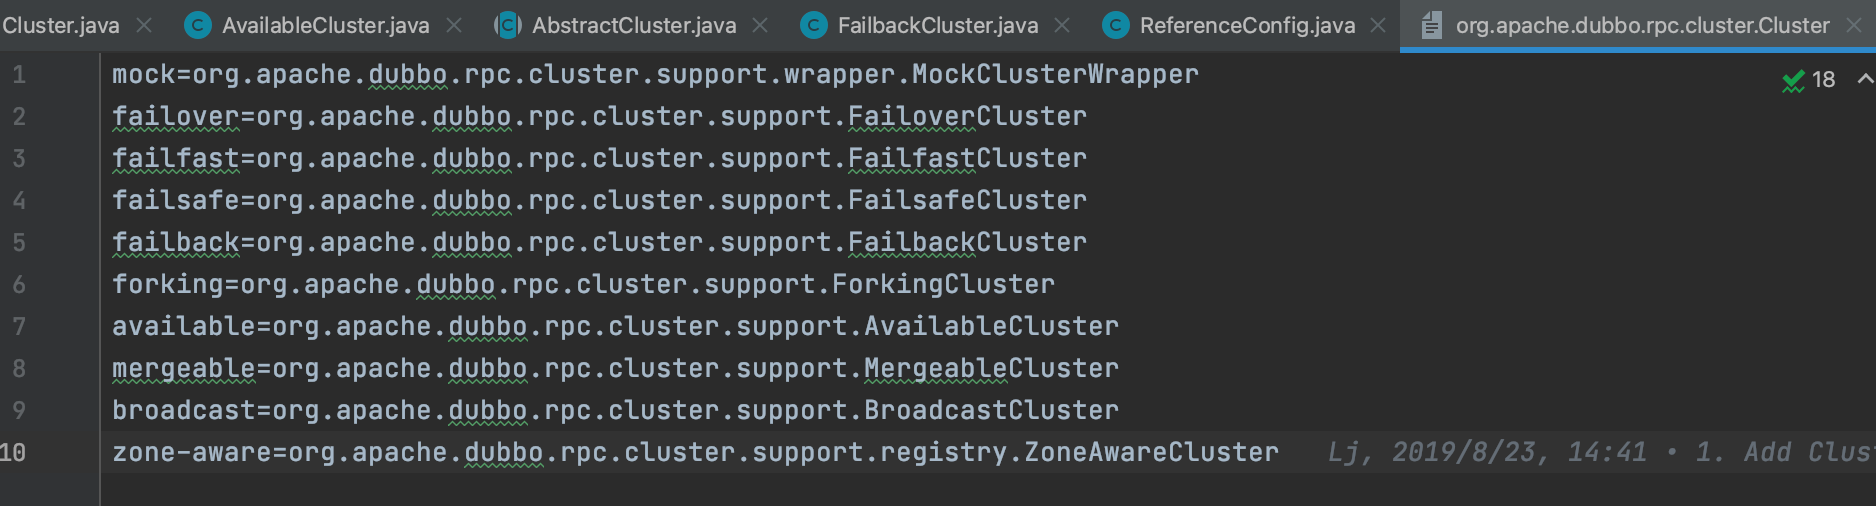 Cluster.java AvailableCluster.java AbstractCluster.java FailbackCluster.java ReferenceConfig.java org.apache.dubbo.rpc.cluster.Cluster
1 mock=org.apache.dubbo.rpc.cluster.support.wrapper.MockClusterWrapper 18
2 failover=org.apache.dubbo.rpc.cluster.support.FailoverCluster
3 failfast=org.apache.dubbo.rpc.cluster.support.FailfastCluster
4 failsafe=org.apache.dubbo.rpc.cluster.support.FailsafeCluster
5 failback=org.apache.dubbo.rpc.cluster.support.FailbackCluster
6 forking=org.apache.dubbo.rpc.cluster.support.ForkingCluster
7 available=org.apache.dubbo.rpc.cluster.support.AvailableCluster
8 mergeable=org.apache.dubbo.rpc.cluster.support.MergeableCluster
9 broadcast=org.apache.dubbo.rpc.cluster.support.BroadcastCluster
10 zone-aware=org.apache.dubbo.rpc.cluster.support.registry.ZoneAwareCluster Lj, 2019/8/23, 14:41 • 1. Add Clus